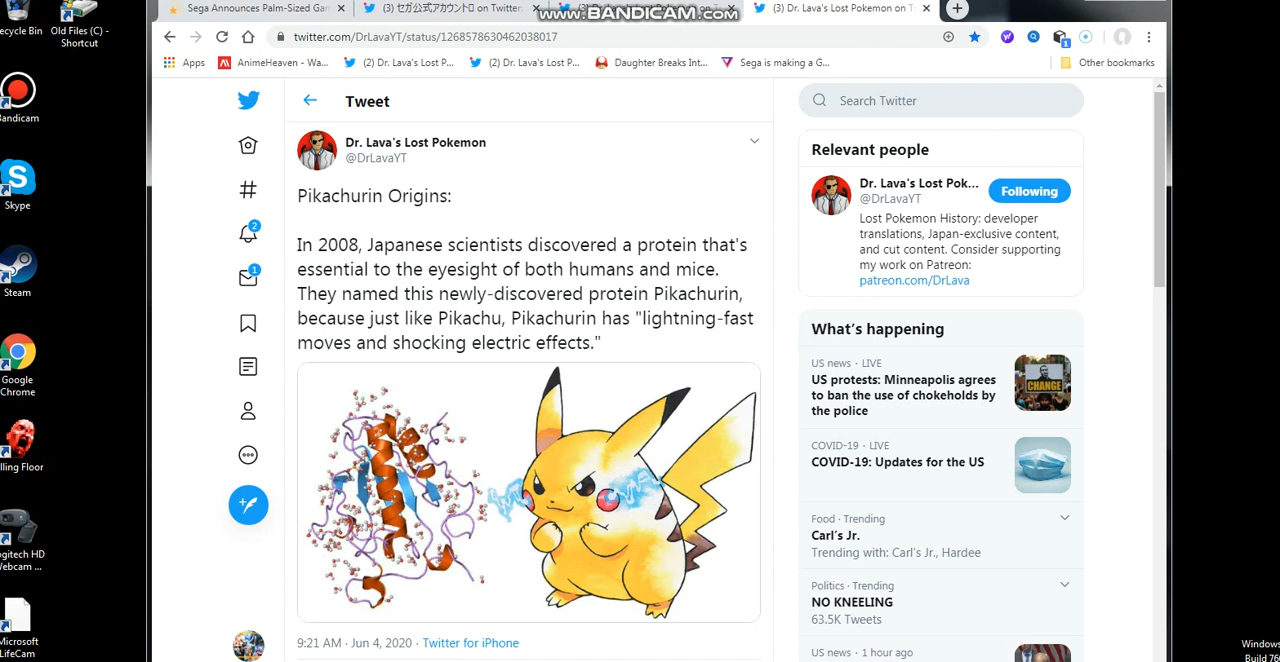 ecycle Bin
Old Files (C) -
Shortcut
Bandicam
Skype
Steam
Google
Chrome
lling Floor
ogitech HD
Webcam ...
Microsoft
LifeCam
www.BANDICAM.com
Sega Announces Palm-Sized Gam
(3) セガ公式アカウント on Twitter
(3) Dr. Lava's Lost Pokemon on T
twitter.com/DrLavaYT/status/1268578630462038017
Apps
AnimeHeaven - Wa...
(2) Dr. Lava's Lost P...
(2) Dr. Lava's Lost P...
Daughter Breaks Int...
Sega is making a G...
Other bookmarks
1
2
1
Tweet
Dr. Lava's Lost Pokemon
@DrLavaYT
Pikachurin Origins:
In 2008, Japanese scientists discovered a protein that's
essential to the eyesight of both humans and mice.
They named this newly-discovered protein Pikachurin,
because just like Pikachu, Pikachurin has "lightning-fast
moves and shocking electric effects."
9:21 AM · Jun 4, 2020 · Twitter for iPhone
Search Twitter
Relevant people
Dr. Lava's Lost Pok...
@DrLavaYT
Following
Lost Pokemon History: developer
translations, Japan-exclusive content,
and cut content. Consider supporting
my work on Patreon:
patreon.com/DrLava
What's happening
US news · LIVE
US protests: Minneapolis agrees
to ban the use of chokeholds by
the police
CHANGE
COVID-19 · LIVE
COVID-19: Updates for the US
Food · Trending
Carl's Jr.
Trending with: Carl's Jr., Hardee
Politics · Trending
NO KNEELING
63.5K Tweets
US news · 1 hour ago
Windows
Build 76